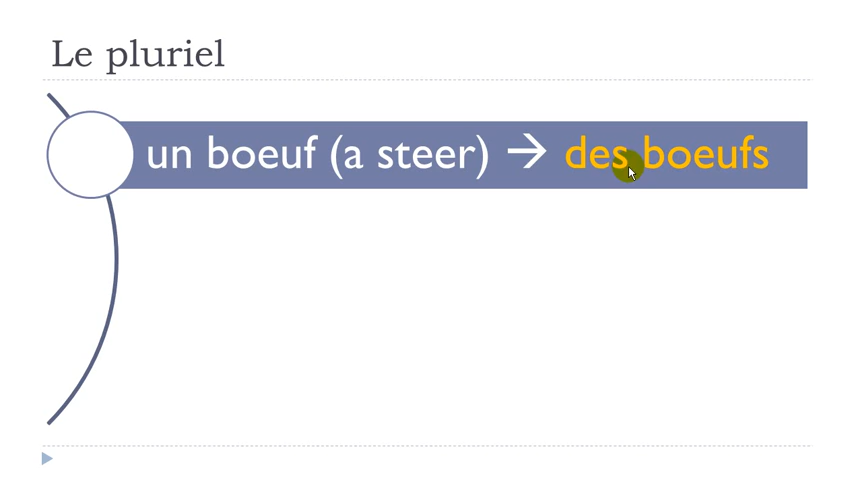 Le pluriel
un boeuf (a steer) → des boeufs